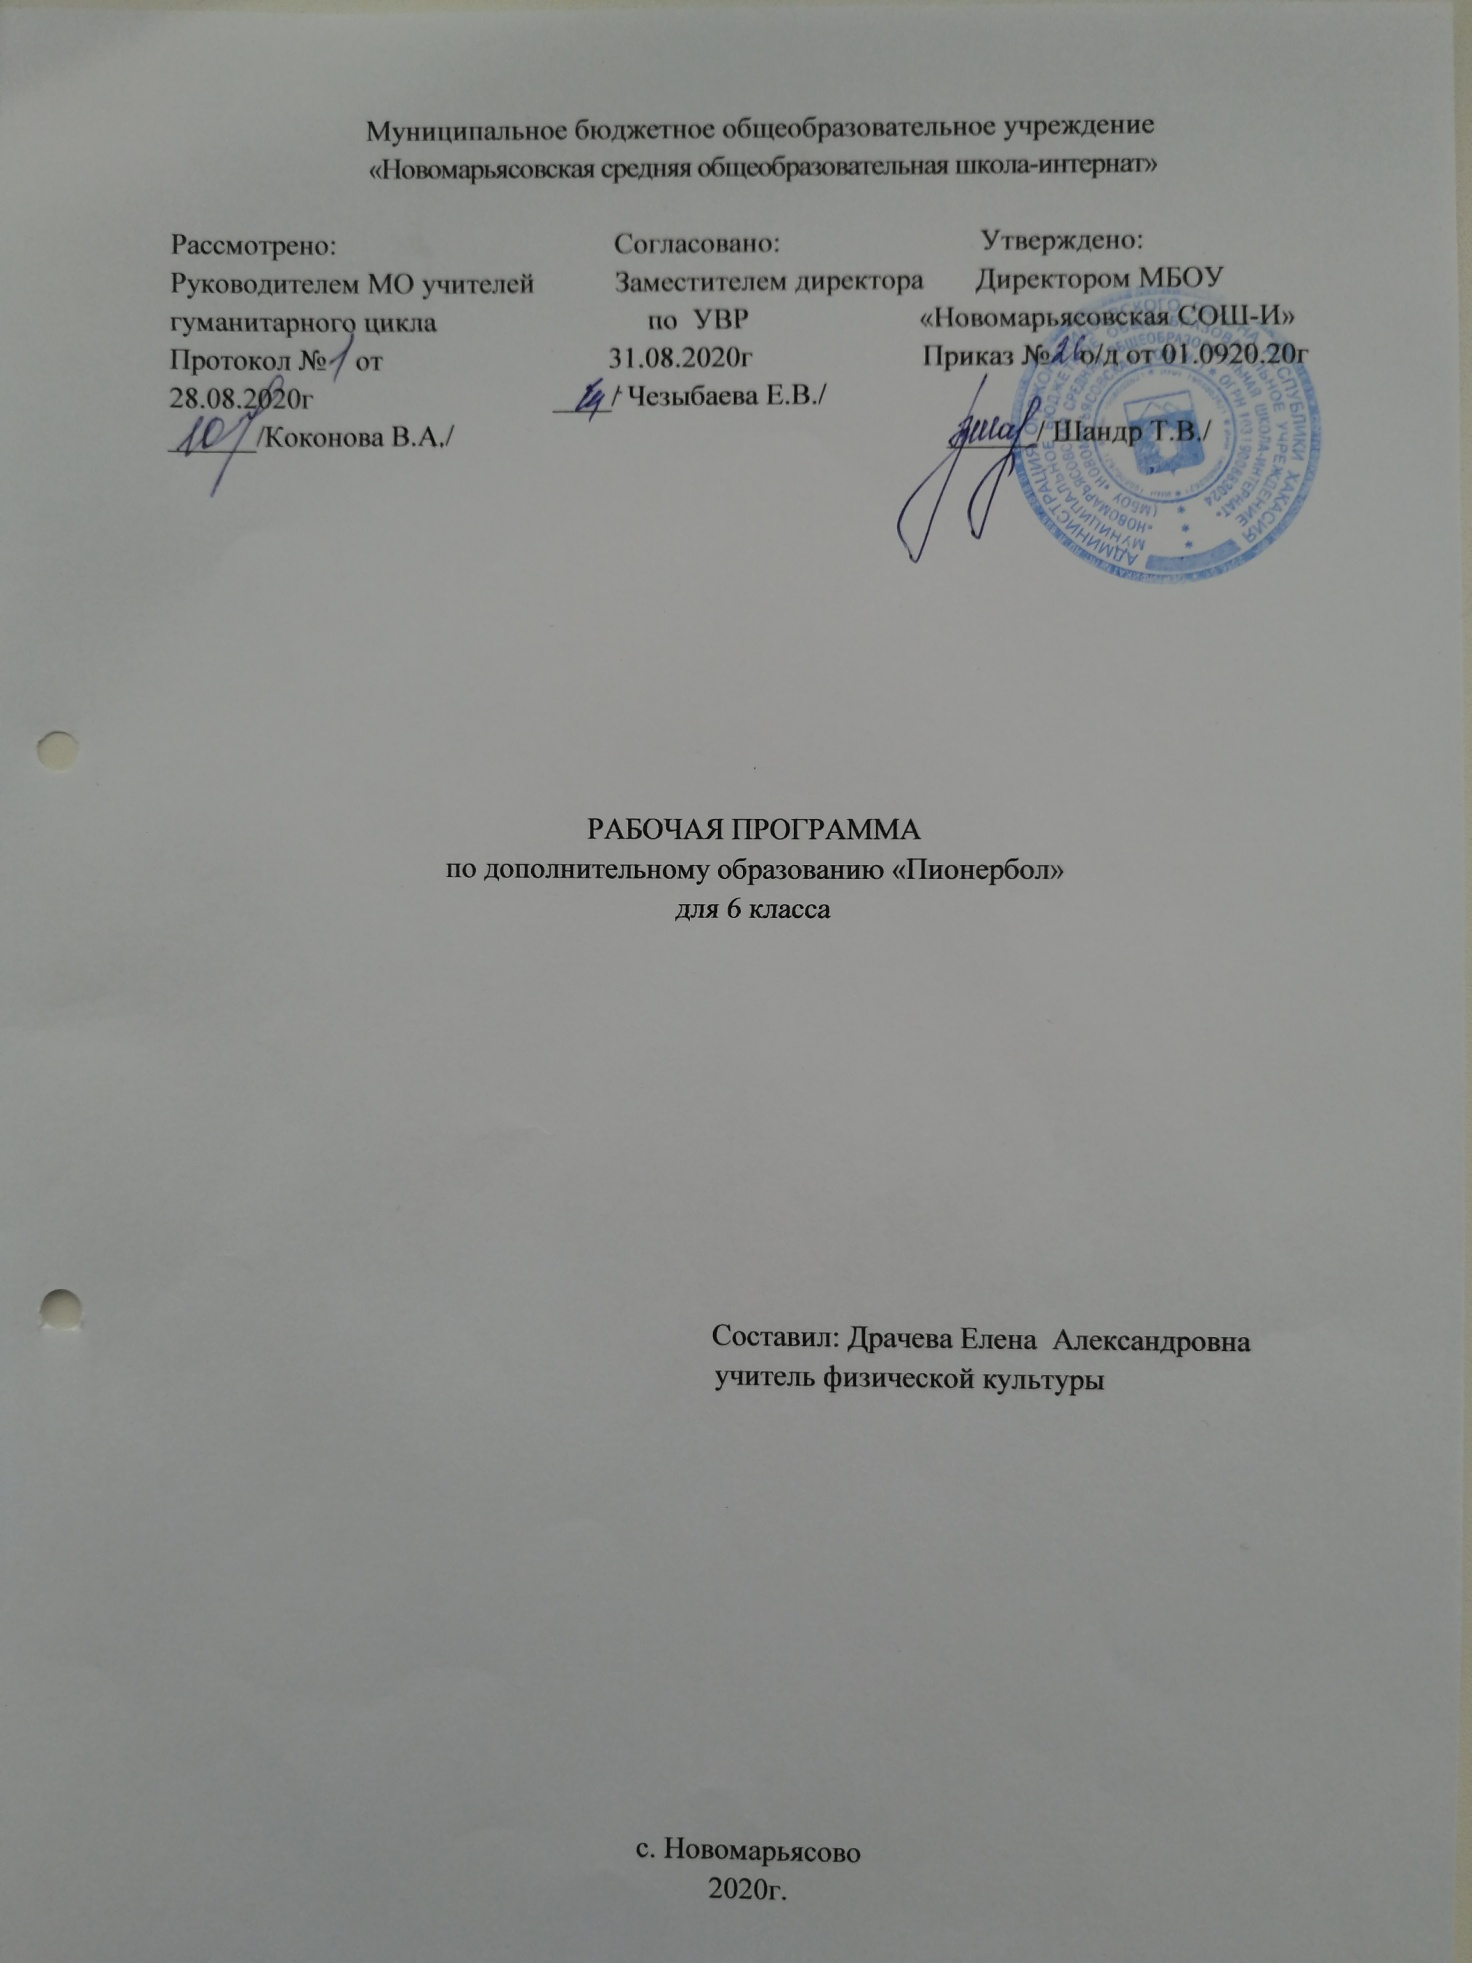 Муниципальное бюджетное общеобразовательное учреждение
«Новомарьясовская средняя общеобразовательная школа-интернат»
Рассмотрено:
Руководителем МО учителей
гуманитарного цикла
Протокол №1 от
28.08.2020г
/Коконова В.А./
Согласовано:
Заместителем директора
по УВР
31.08.2020г
/ Чезыбаева Е.В./
Утверждено:
Директором МБОУ
«Новомарьясовская СОШ-И»
Приказ №26о/д от 01.0920.20г
/ Шандр Т.В./
РАБОЧАЯ ПРОГРАММА
по дополнительному образованию «Пионербол»
для 6 класса
Составил: Драчева Елена Александровна
учитель физической культуры
с. Новомарьясово
2020г.